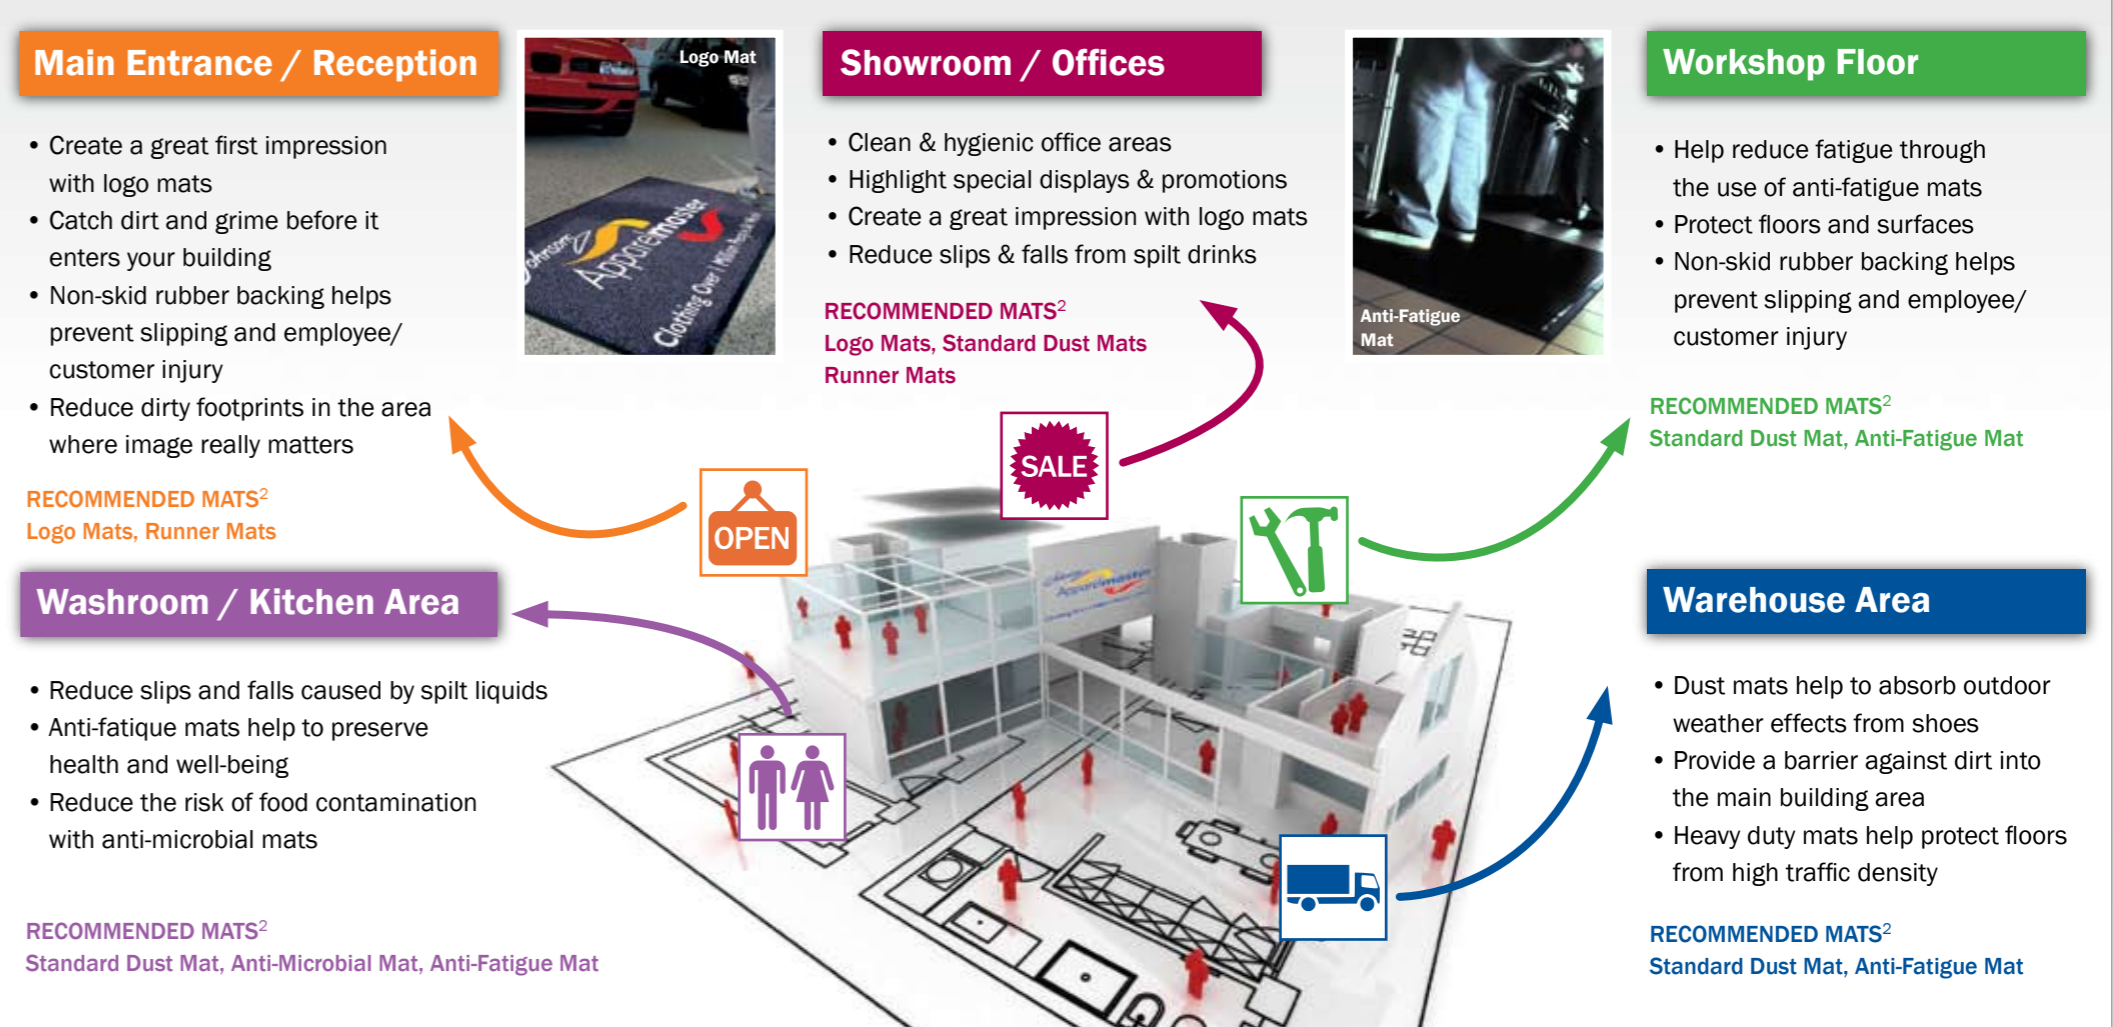 Main Entrance / Reception
• Create a great first impression
with logo mats
• Catch dirt and grime before it
enters your building
• Non-skid rubber backing helps
prevent slipping and employee/
customer injury
• Reduce dirty footprints in the area
where image really matters
RECOMMENDED MATS²
Logo Mats, Runner Mats
Logo Mat
Johnsons
Apparelmaster
Clothing Over 1 Million People
Showroom / Offices
• Clean & hygienic office areas
• Highlight special displays & promotions
• Create a great impression with logo mats
• Reduce slips & falls from spilt drinks
RECOMMENDED MATS²
Logo Mats, Standard Dust Mats
Runner Mats
Anti-Fatigue
Mat
Workshop Floor
• Help reduce fatigue through
the use of anti-fatigue mats
• Protect floors and surfaces
• Non-skid rubber backing helps
prevent slipping and employee/
customer injury
RECOMMENDED MATS²
Standard Dust Mat, Anti-Fatigue Mat
OPEN
SALE
Apparelmaster
Washroom / Kitchen Area
• Reduce slips and falls caused by spilt liquids
• Anti-fatique mats help to preserve
health and well-being
• Reduce the risk of food contamination
with anti-microbial mats
RECOMMENDED MATS²
Standard Dust Mat, Anti-Microbial Mat, Anti-Fatigue Mat
Warehouse Area
• Dust mats help to absorb outdoor
weather effects from shoes
• Provide a barrier against dirt into
the main building area
• Heavy duty mats help protect floors
from high traffic density
RECOMMENDED MATS²
Standard Dust Mat, Anti-Fatigue Mat